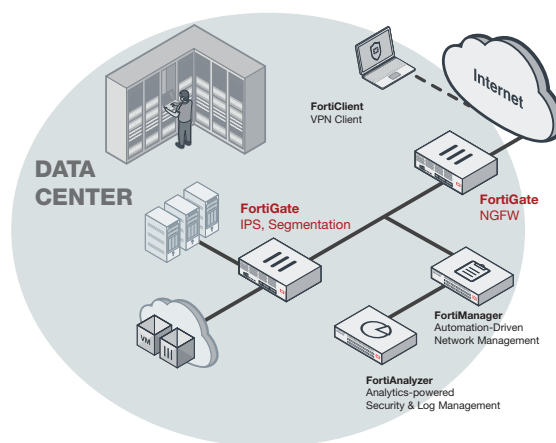 Internet
FortiClient
VPN Client
DATA
CENTER
FortiGate
IPS, Segmentation
FortiGate
NGFW
VM
FortiManager
Automation-Driven
Network Management
FortiAnalyzer
Analytics-powered
Security & Log Management